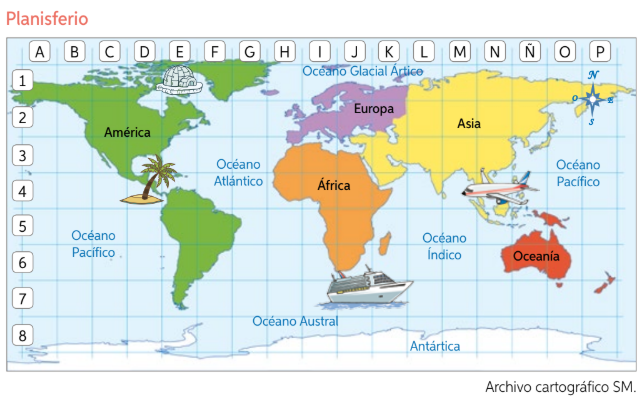 Planisferio
A B C D E F G H I J K L M N Ñ O P
1
Océano Glacial Ártico
N
O E
S
2
Europa
América
Asia
3
Océano
Atlántico
Océano
Pacífico
4
África
5
Océano
Pacífico
Océano
Índico
6
Oceanía
7
Océano Austral
8
Antártica
Archivo cartográfico SM.